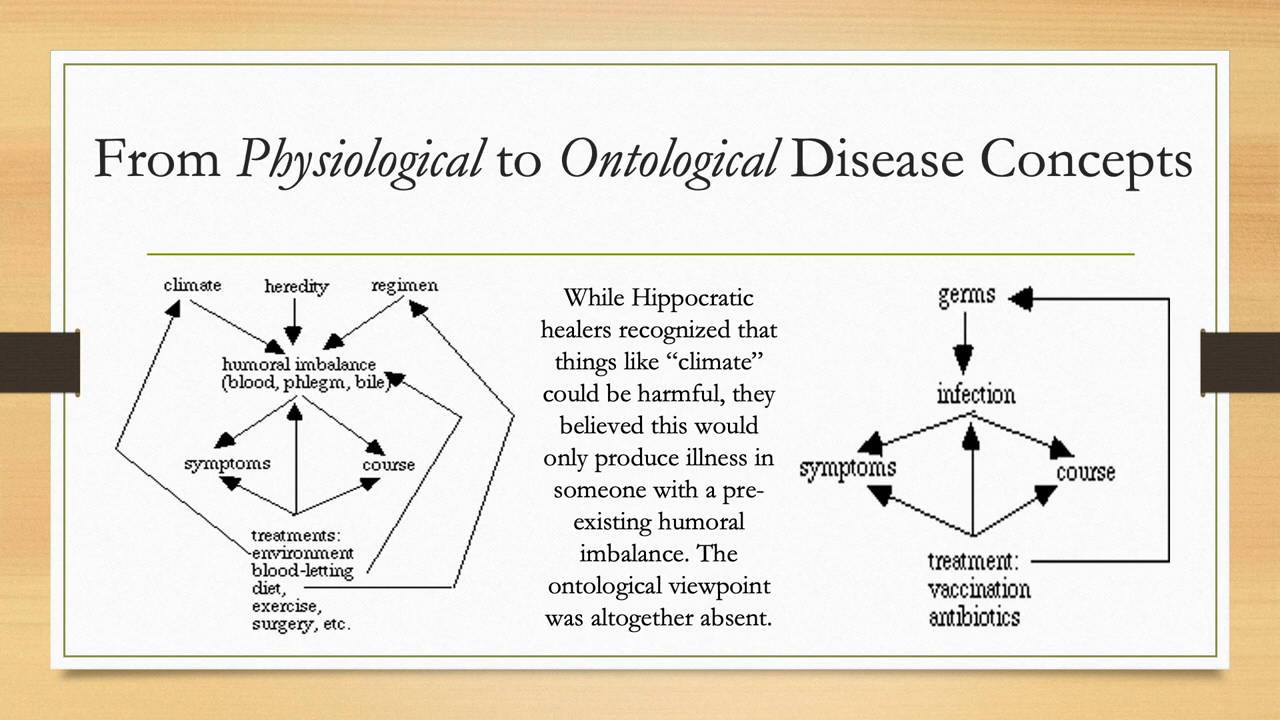 From Physiological to Ontological Disease Concepts
climate
heredity
regimen
humoral imbalance
(blood, phlegm, bile)
symptoms
course
treatments:
environment
blood-letting
diet,
exercise,
surgery, etc.
While Hippocratic
healers recognized that
things like “climate”
could be harmful, they
believed this would
only produce illness in
someone with a pre-
existing humoral
imbalance. The
ontological viewpoint
was altogether absent.
germs
infection
symptoms
course
treatment:
vaccination
antibiotics